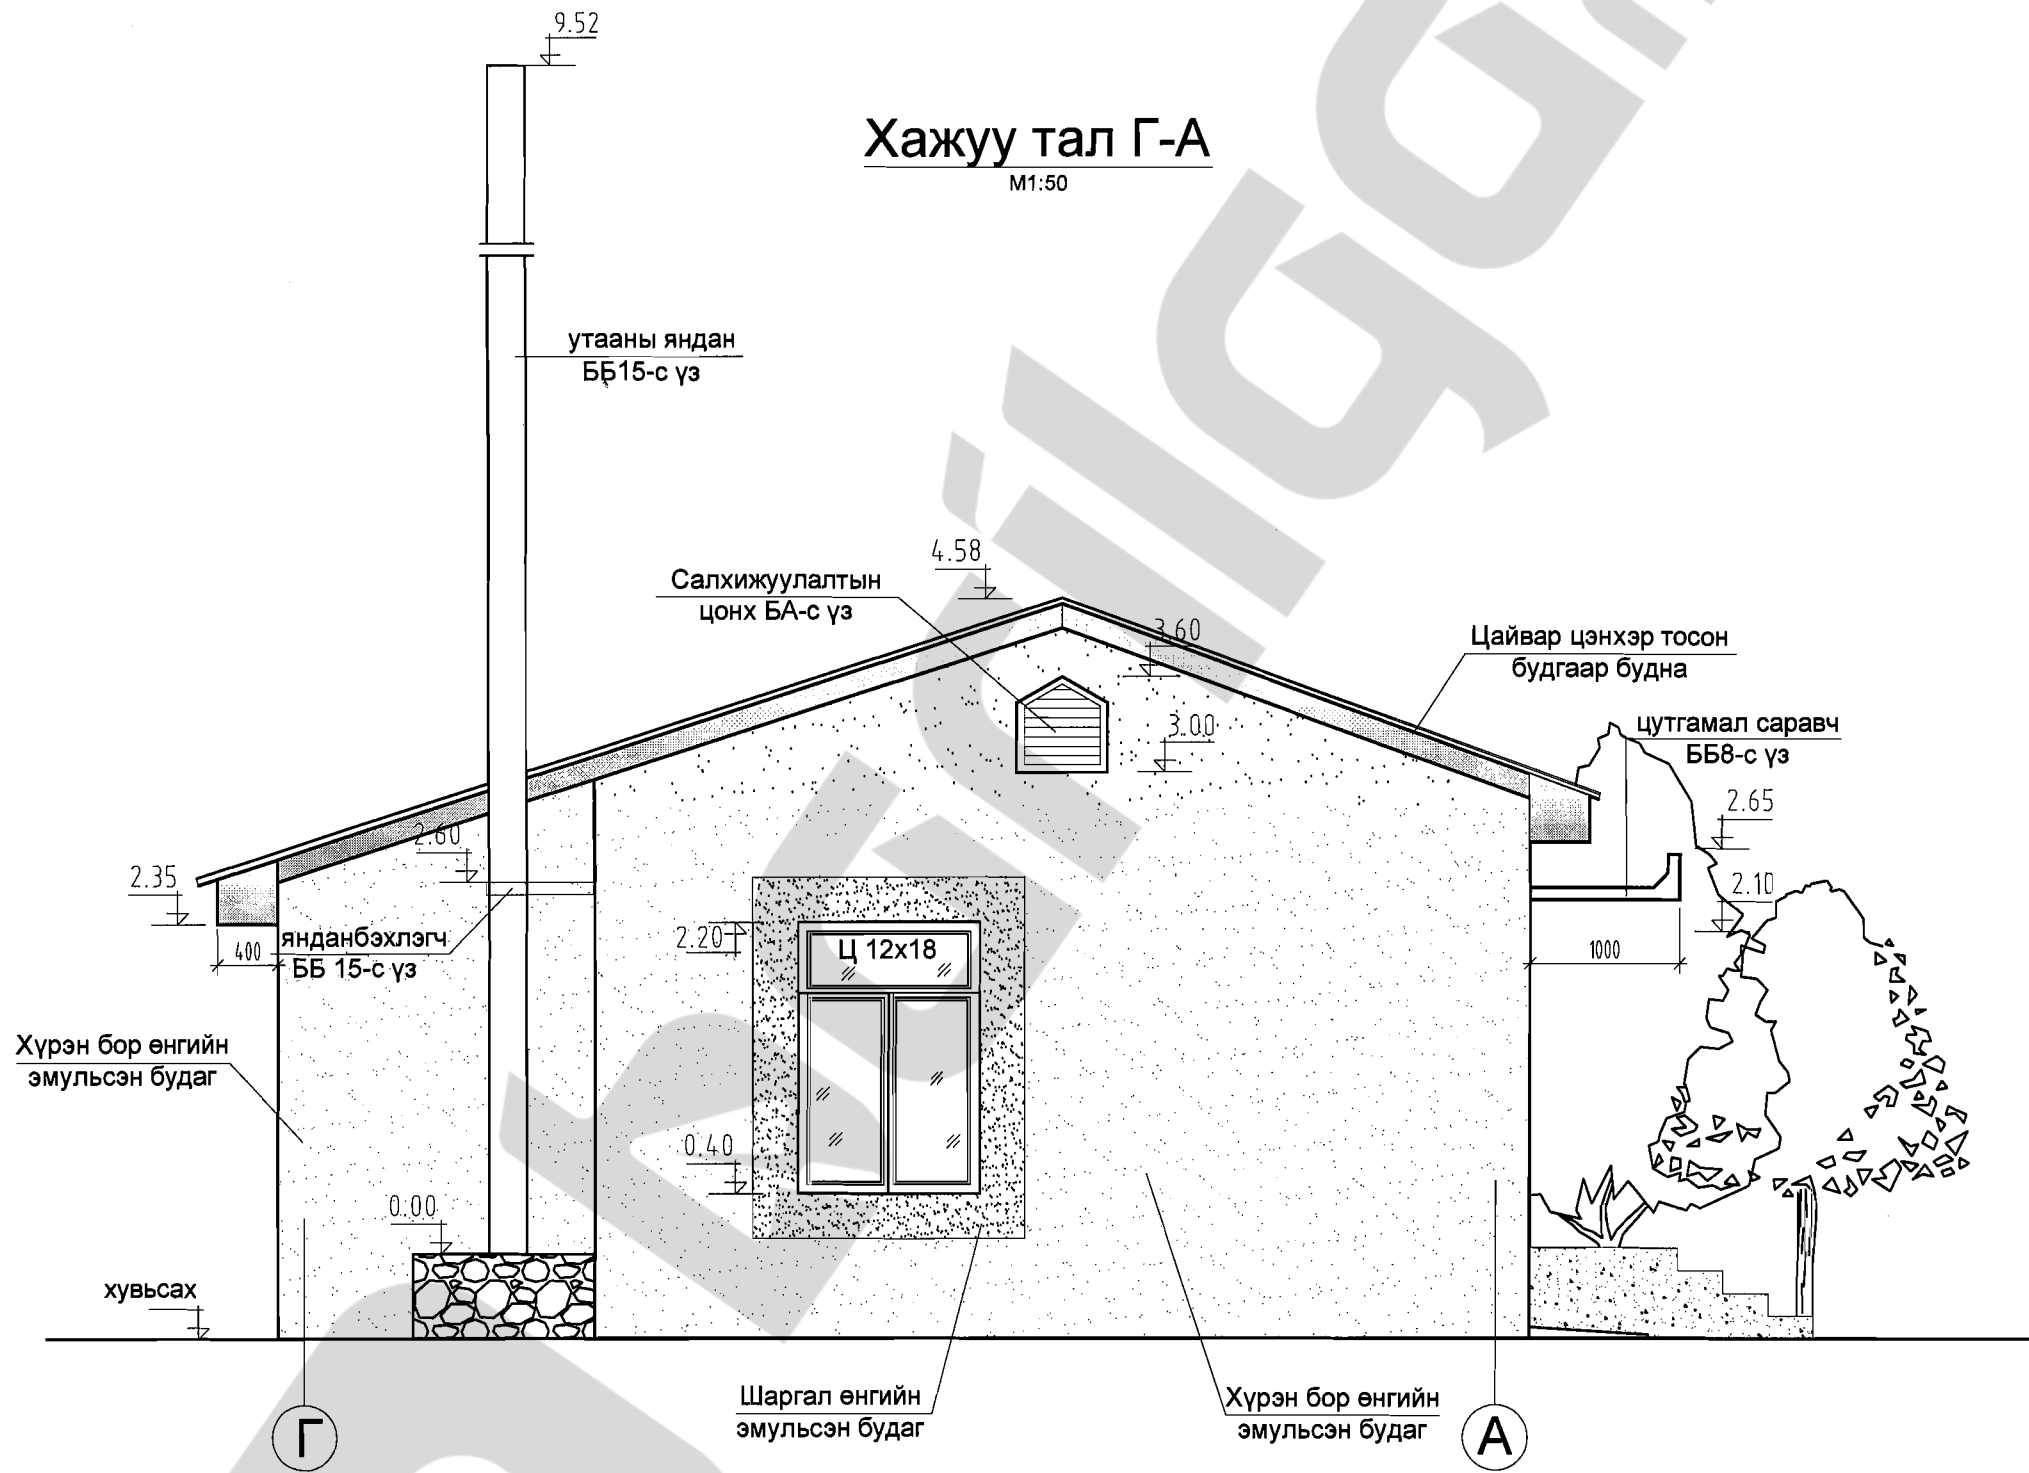 9.52
Хажуу тал Г-А
М1:50
утааны яндан
ББ15-с үз
4.58
Салхижуулалтын
цонх БА-с үз
3.60
Цайвар цэнхэр тосон
будгаар будна
3.00
цутгамал саравч
ББ8-с үз
2.65
2.60
2.35
2.10
янданбэхлэгч
ББ 15-с үз
400
2.20
Ц 12х18
1000
Хүрэн бор өнгийн
эмульсэн будаг
0.40
0.00
хувьсах
Шаргал өнгийн
эмульсэн будаг
Хүрэн бор өнгийн
эмульсэн будаг
Г
А